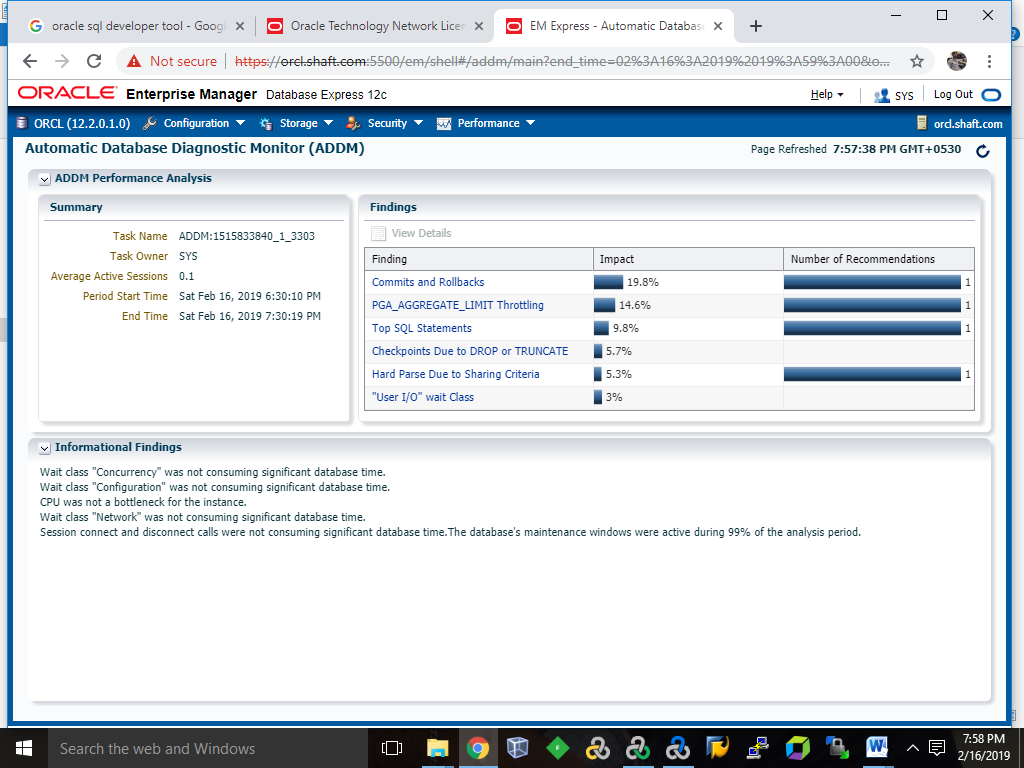 oracle sql developer tool - Goog
Oracle Technology Network Licen
EM Express - Automatic Database
Not secure
https://orcl.shaft.com:5500/em/shell#/addm/main?end_time=02%3A16%3A2019%2019%3A59%3A00&to...
ORACLE Enterprise Manager Database Express 12c
Help
SYS
Log Out
ORCL (12.2.0.1.0)
Configuration
Storage
Security
Performance
orcl.shaft.com
Automatic Database Diagnostic Monitor (ADDM)
Page Refreshed 7:57:38 PM GMT+0530
ADDM Performance Analysis
Summary
Task Name ADDM:1515833840_1_3303
Task Owner SYS
Average Active Sessions 0.1
Period Start Time Sat Feb 16, 2019 6:30:10 PM
End Time Sat Feb 16, 2019 7:30:19 PM
Findings
View Details
Finding Impact Number of Recommendations
Commits and Rollbacks 19.8% 1
PGA_AGGREGATE_LIMIT Throttling 14.6% 1
Top SQL Statements 9.8% 1
Checkpoints Due to DROP or TRUNCATE 5.7%
Hard Parse Due to Sharing Criteria 5.3% 1
"User I/O" wait Class 3%
Informational Findings
Wait class "Concurrency" was not consuming significant database time.
Wait class "Configuration" was not consuming significant database time.
CPU was not a bottleneck for the instance.
Wait class "Network" was not consuming significant database time.
Session connect and disconnect calls were not consuming significant database time.The database's maintenance windows were active during 99% of the analysis period.
Search the web and Windows
7:58 PM
2/16/2019